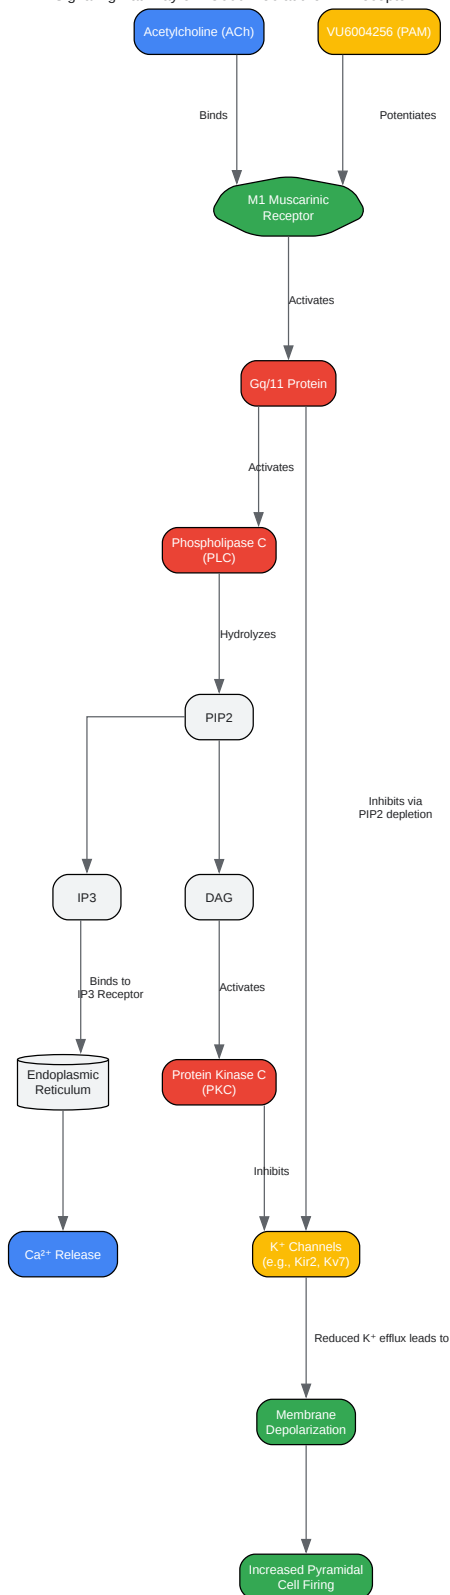 Acetylcholine (ACh)
VU6004256 (PAM)
Binds
Potentiates
M1 Muscarinic
Receptor
Activates
Gq/11 Protein
Activates
Phospholipase C
(PLC)
Hydrolyzes
PIP2
Inhibits via
PIP2 depletion
IP3
DAG
Binds to
IP3 Receptor
Activates
Endoplasmic
Reticulum
Protein Kinase C
(PKC)
Inhibits
Ca²⁺ Release
K⁺ Channels
(e.g., Kir2, Kv7)
Reduced K⁺ efflux leads to
Membrane
Depolarization
Increased Pyramidal
Cell Firing